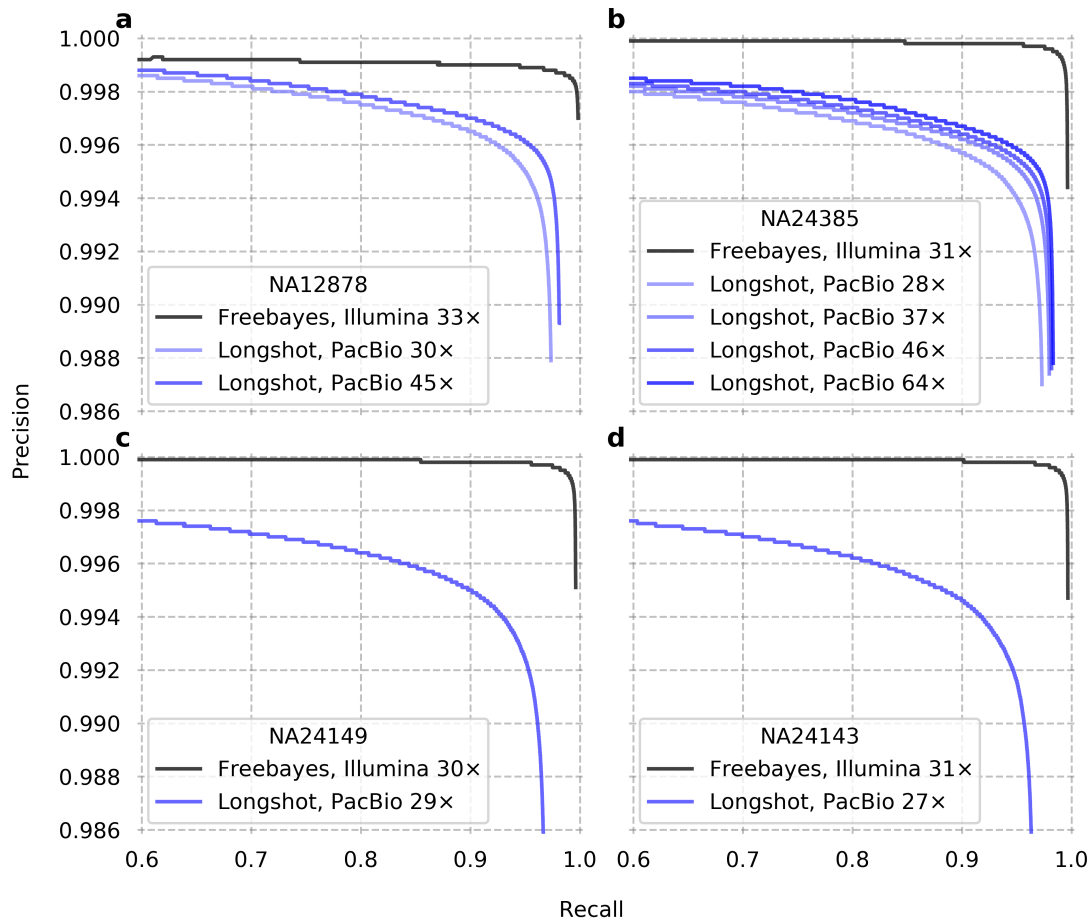 a
b
1.000
0.998
0.996
0.994
0.992
0.990
0.988
0.986
NA12878
Freebayes, Illumina 33×
Longshot, PacBio 30×
Longshot, PacBio 45×
NA24385
Freebayes, Illumina 31×
Longshot, PacBio 28×
Longshot, PacBio 37×
Longshot, PacBio 46×
Longshot, PacBio 64×
Precision
c
d
1.000
0.998
0.996
0.994
0.992
0.990
0.988
0.986
NA24149
Freebayes, Illumina 30×
Longshot, PacBio 29×
NA24143
Freebayes, Illumina 31×
Longshot, PacBio 27×
0.6 0.7 0.8 0.9 1.0
0.6 0.7 0.8 0.9 1.0
Recall